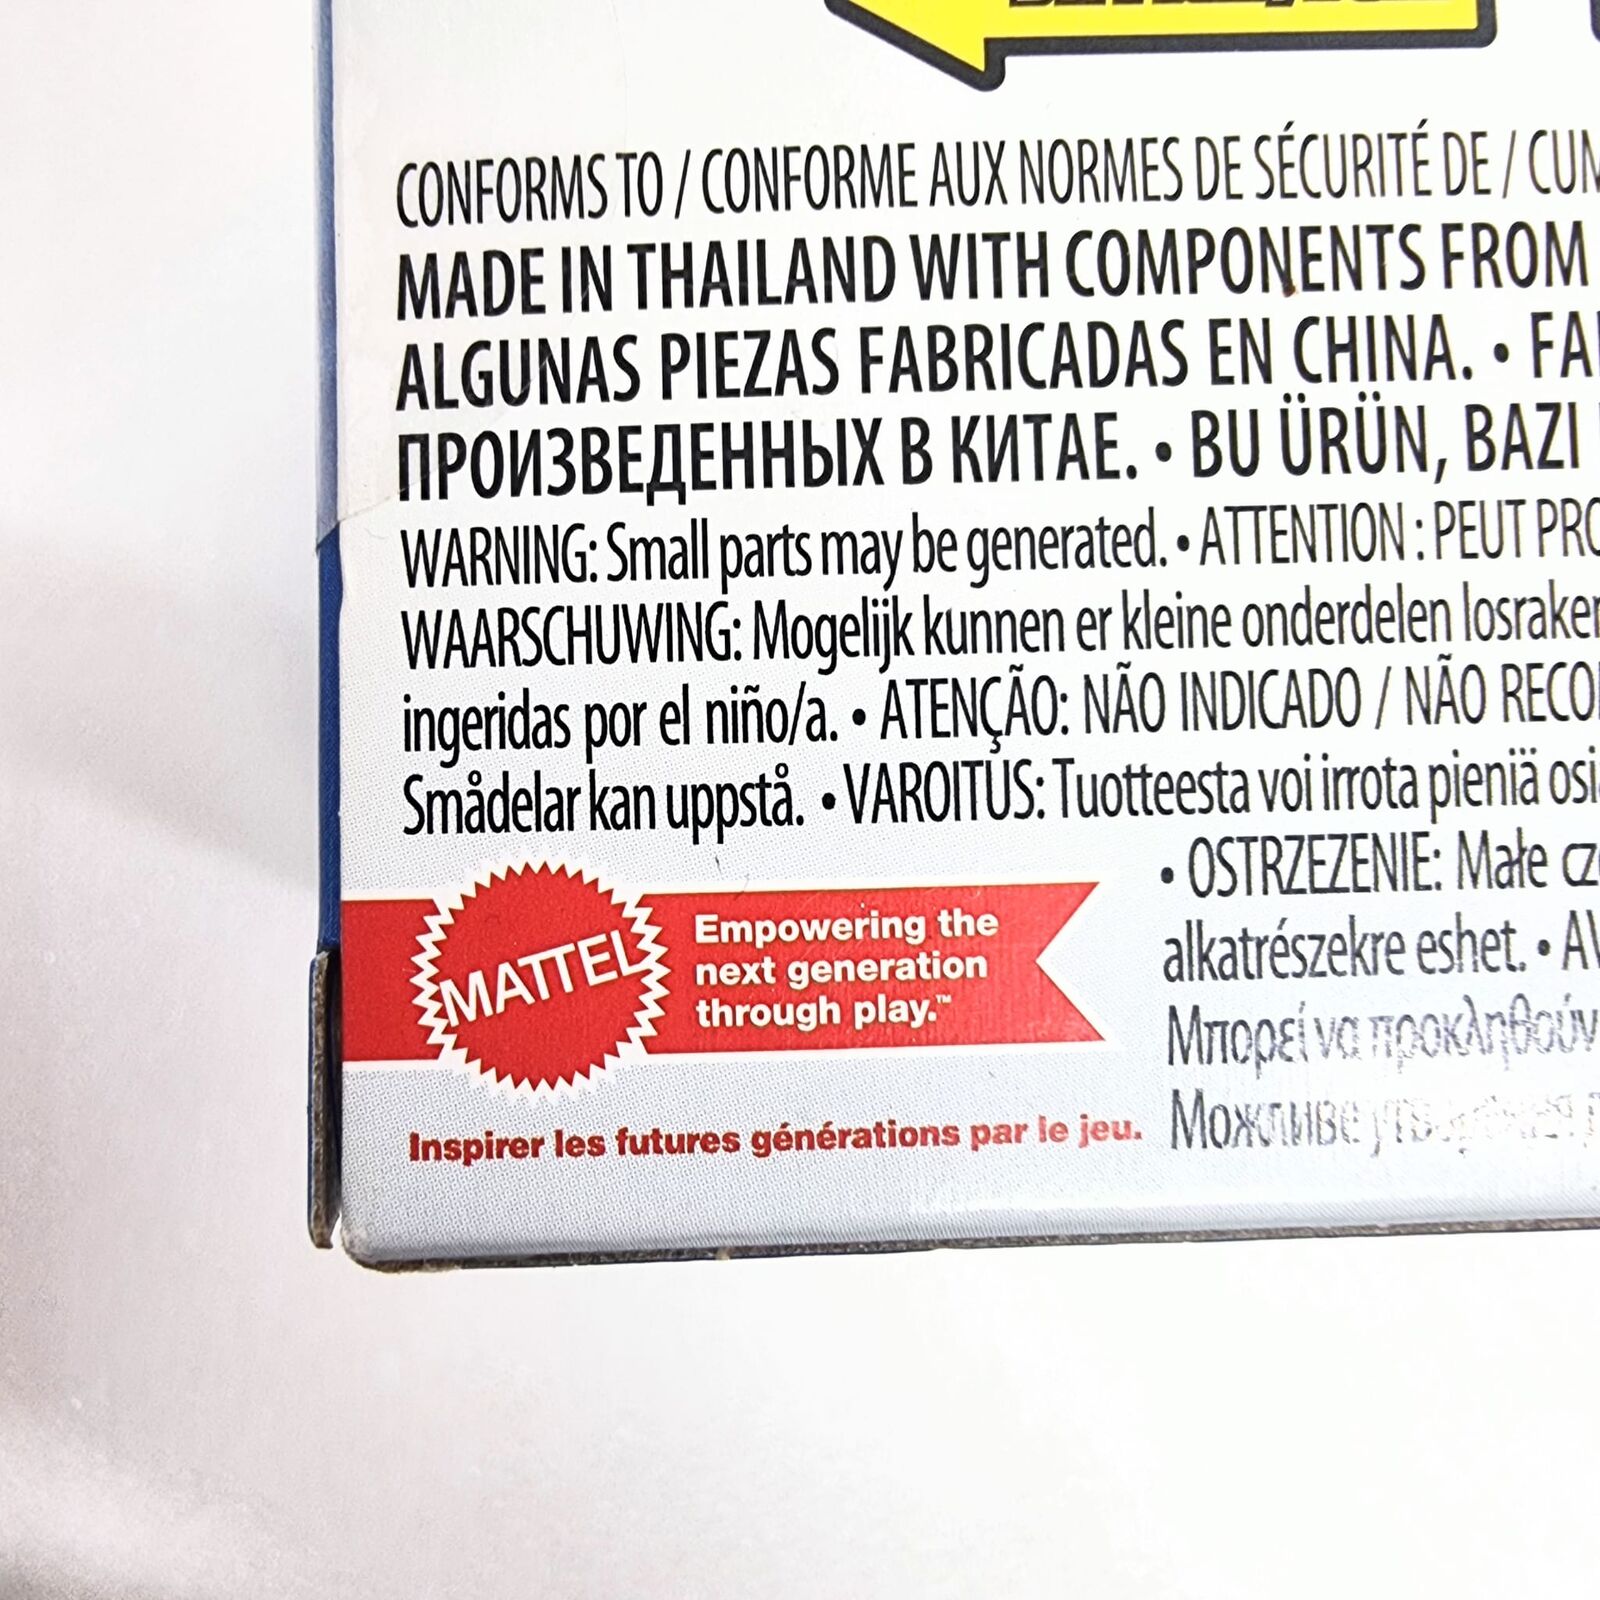 CONFORMS TO / CONFORME AUX NORMES DE SÉCURITÉ DE / CUM
MADE IN THAILAND WITH COMPONENTS FROM
ALGUNAS PIEZAS FABRICADAS EN CHINA. • FA
ПРОИЗВЕДЕННЫХ В КИТАЕ. • BU ÜRÜN, BAZI
WARNING: Small parts may be generated. • ATTENTION : PEUT PRO
WAARSCHUWING: Mogelijk kunnen er kleine onderdelen losraken
ingeridas por el niño/a. • ATENÇÃO: NÃO INDICADO / NÃO RECO
Smådelar kan uppstå. • VAROITUS: Tuotteesta voi irrota pieniä osi
• OSTRZEZENIE: Małe cz
alkatrészekre eshet. • AV
Μπορεί να προκληθούν
Можливе
MATTEL
Empowering the
next generation
through play.™
Inspirer les futures générations par le jeu.